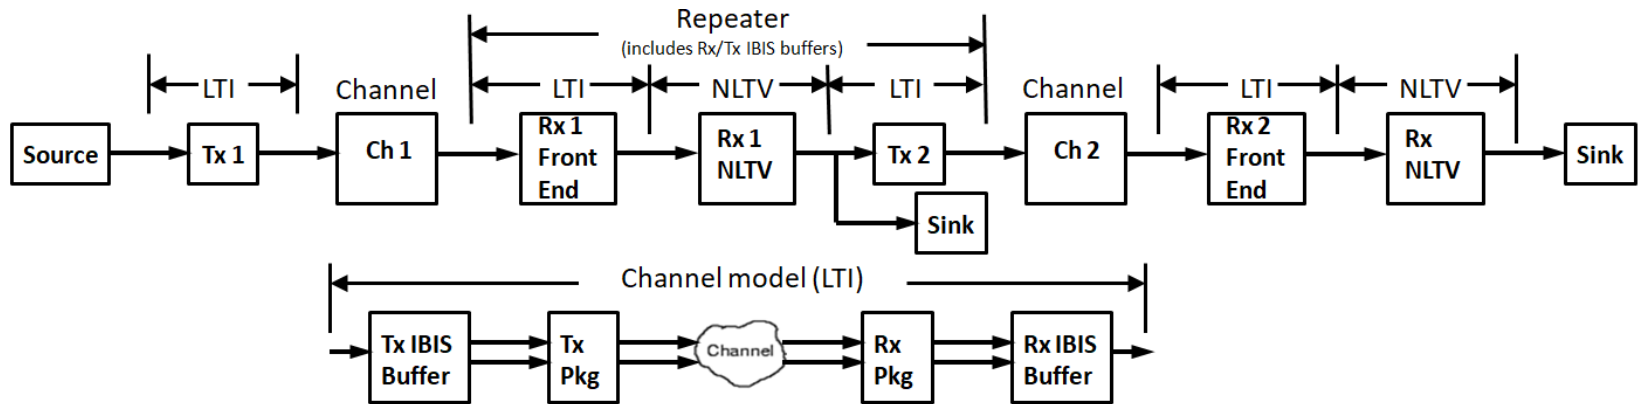 Repeater
(includes Rx/Tx IBIS buffers)
LTI
Channel
LTI
NLTV
LTI
Channel
LTI
NLTV
Source
Tx 1
Ch 1
Rx 1
Front
End
Rx 1
NLTV
Tx 2
Ch 2
Rx 2
Front
End
Rx
NLTV
Sink
Sink
Channel model (LTI)
Tx IBIS
Buffer
Tx
Pkg
Channel
Rx
Pkg
Rx IBIS
Buffer